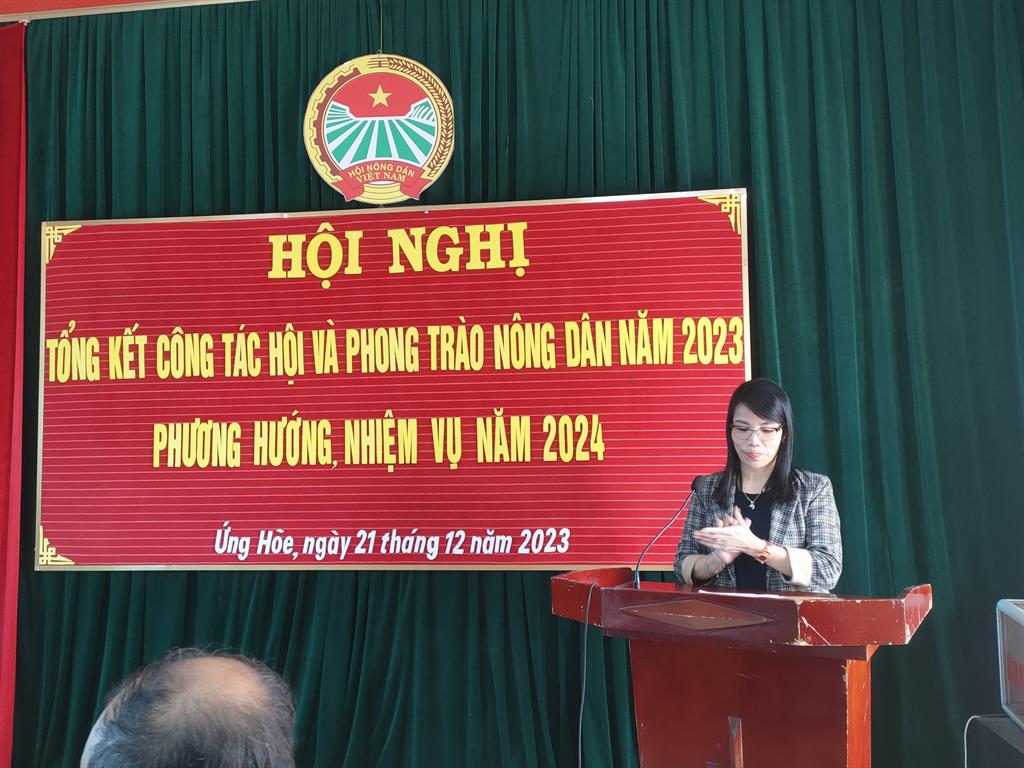 HỘI NÔNG DÂN
VIỆT NAM
HỘI NGHỊ
TỔNG KẾT CÔNG TÁC HỘI VÀ PHONG TRÀO NÔNG DÂN NĂM 2023
PHƯƠNG HƯỚNG, NHIỆM VỤ NĂM 2024
Ứng Hòe, ngày 21 tháng 12 năm 2023